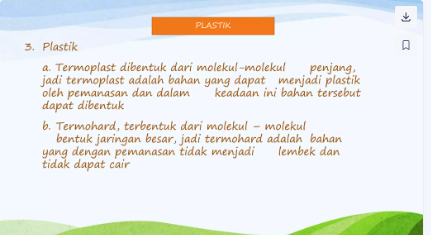 PLASTIK
3. Plastik
a. Termoplast dibentuk dari molekul-molekul penjang,
jadi termoplast adalah bahan yang dapat menjadi plastik
oleh pemanasan dan dalam keadaan ini bahan tersebut
dapat dibentuk
b. Termohard, terbentuk dari molekul – molekul
bentuk jaringan besar, jadi termohard adalah bahan
yang dengan pemanasan tidak menjadi lembek dan
tidak dapat cair